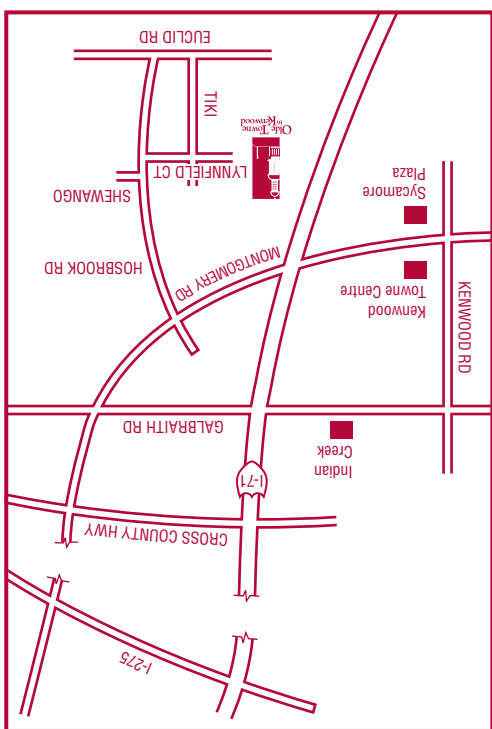 I-275
CROSS COUNTY HWY
I-71
Indian
Creek
GALBRAITH RD
KENWOOD RD
Kenwood
Towne Centre
MONTGOMERY RD
HOSBROOK RD
Sycamore
Plaza
SHEWANGO
LYNNFIELD CT
Olde Towne
in Kenwood
TIKI
EUCLID RD